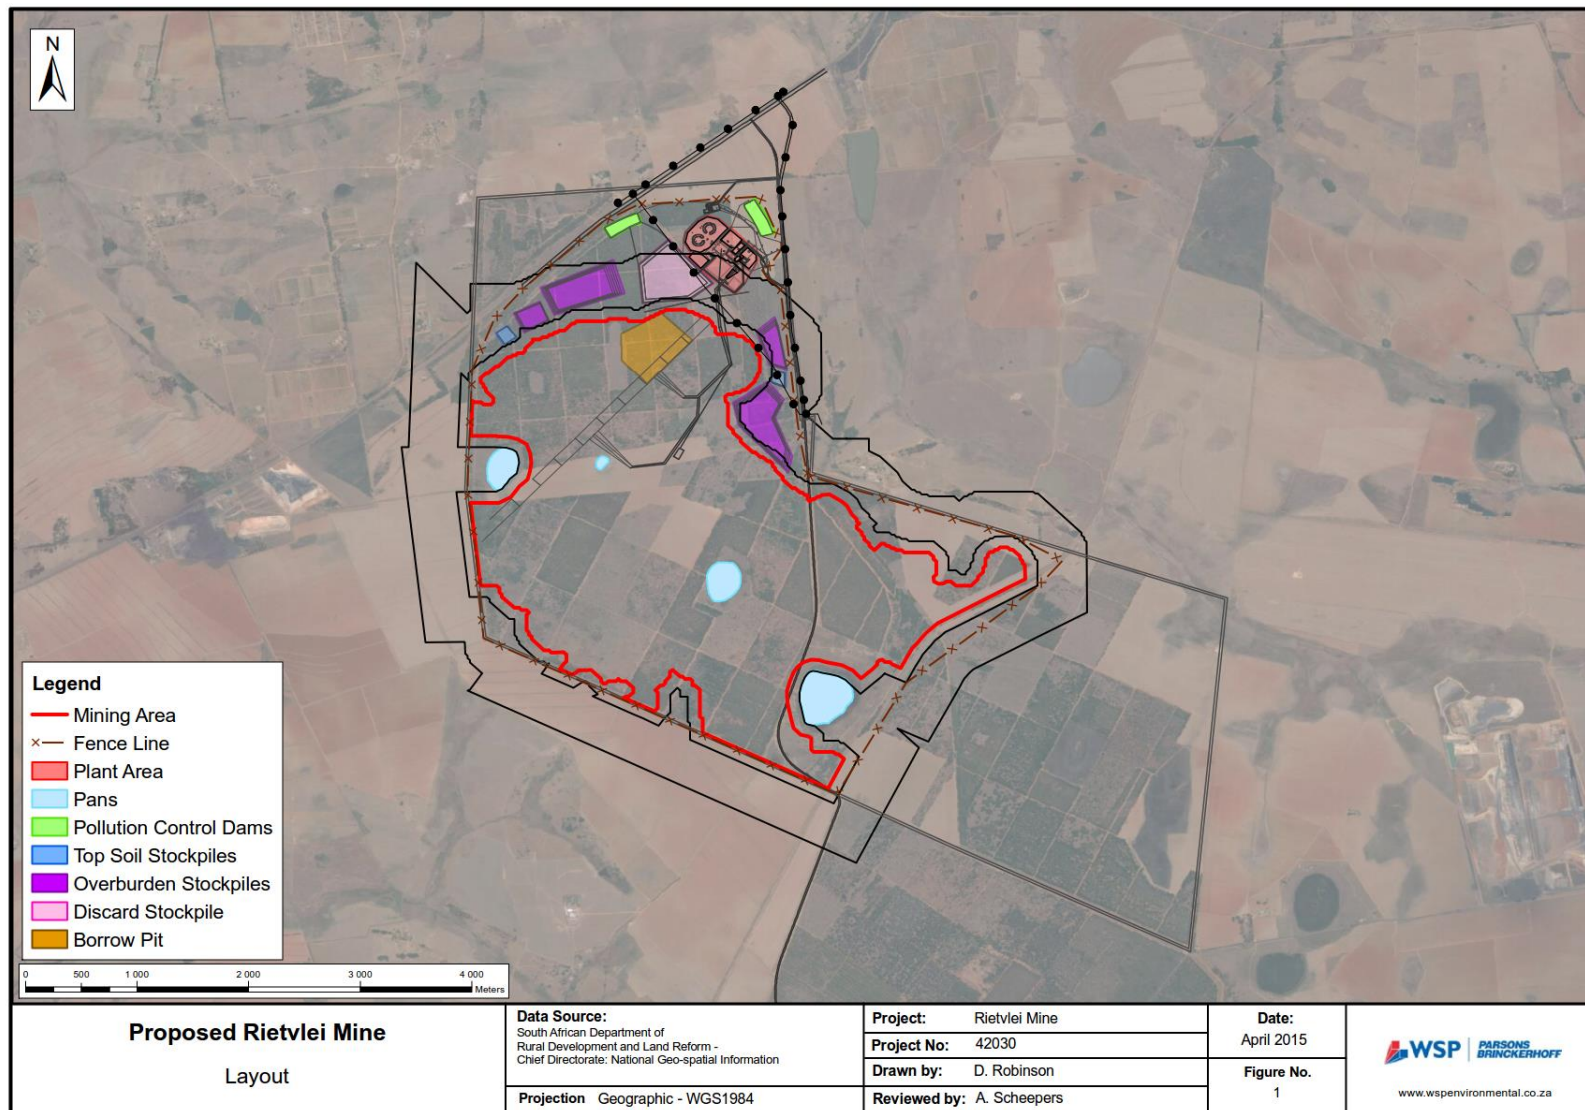 N
Legend
Mining Area
Fence Line
Plant Area
Pans
Pollution Control Dams
Top Soil Stockpiles
Overburden Stockpiles
Discard Stockpile
Borrow Pit
0 500 1 000 2 000 3 000 4 000
Meters
Proposed Rietvlei Mine
Layout
Data Source:
South African Department of
Rural Development and Land Reform -
Chief Directorate: National Geo-spatial Information
Projection Geographic - WGS1984
Project: Rietvlei Mine
Project No: 42030
Drawn by: D. Robinson
Reviewed by: A. Scheepers
Date:
April 2015
Figure No.
1
WSP PARSONS
BRINCKERHOFF
www.wspenvironmental.co.za